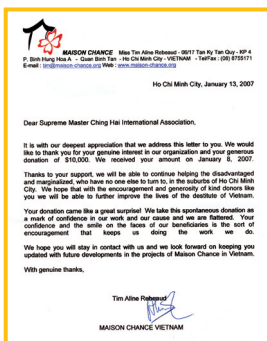 MAISON CHANCE Miss Tim Aline Rebeaud - 05/17 Tan Ky Tan Quy - KP 4
P. Binh Hung Hoa A - Quan Binh Tan - Ho Chi Minh City - VIETNAM - Tel/Fax : (08) 8755171
E-mail : tim@maison-chance.org Web : www.maison-chance.org
Ho Chi Minh City, January 13, 2007
Dear Supreme Master Ching Hai International Association,
It is with our deepest appreciation that we address this letter to you. We would
like to thank you for your genuine interest in our organization and your generous
donation of $10,000. We received your amount on January 8, 2007.
Thanks to your support, we will be able to continue helping the disadvantaged
and marginalized, who have no one else to turn to, in the suburbs of Ho Chi Minh
City. We hope that with the encouragement and generosity of kind donors like
you we will be able to further improve the lives of the destitute of Vietnam.
Your donation came like a great surprise! We take this spontaneous donation as
a mark of confidence in our work and our cause and we are flattered. Your
confidence and the smile on the faces of our beneficiaries is the sort of
encouragement that keeps us doing the work we do.
We hope you will stay in contact with us and we look forward on keeping you
updated with future developments in the projects of Maison Chance in Vietnam.
With genuine thanks,
Tim Aline Rebeaud
MAISON CHANCE VIETNAM